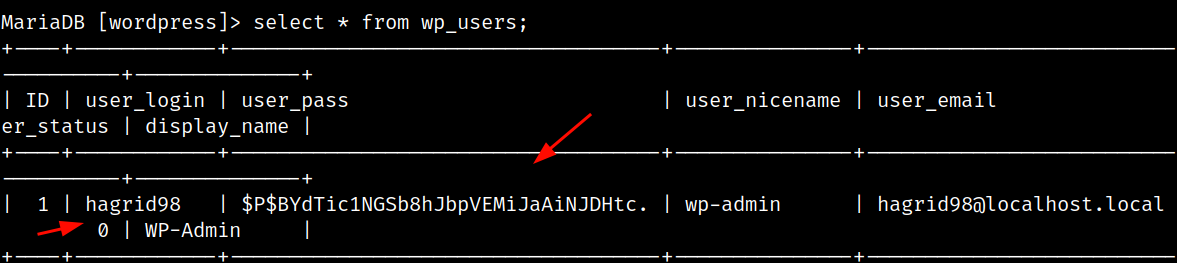 MariaDB [wordpress]> select * from wp_users;
+----+------------+------------------------------------+---------------+--------------------------
----------+--------------+
| ID | user_login | user_pass | user_nicename | user_email
er_status | display_name |
+----+------------+------------------------------------+---------------+--------------------------
----------+--------------+
| 1 | hagrid98 | $P$BYdTic1NGSb8hJbpVEMiJaAiNJDHtc. | wp-admin | hagrid98@localhost.local
0 | WP-Admin |
+----+------------+------------------------------------+---------------+--------------------------